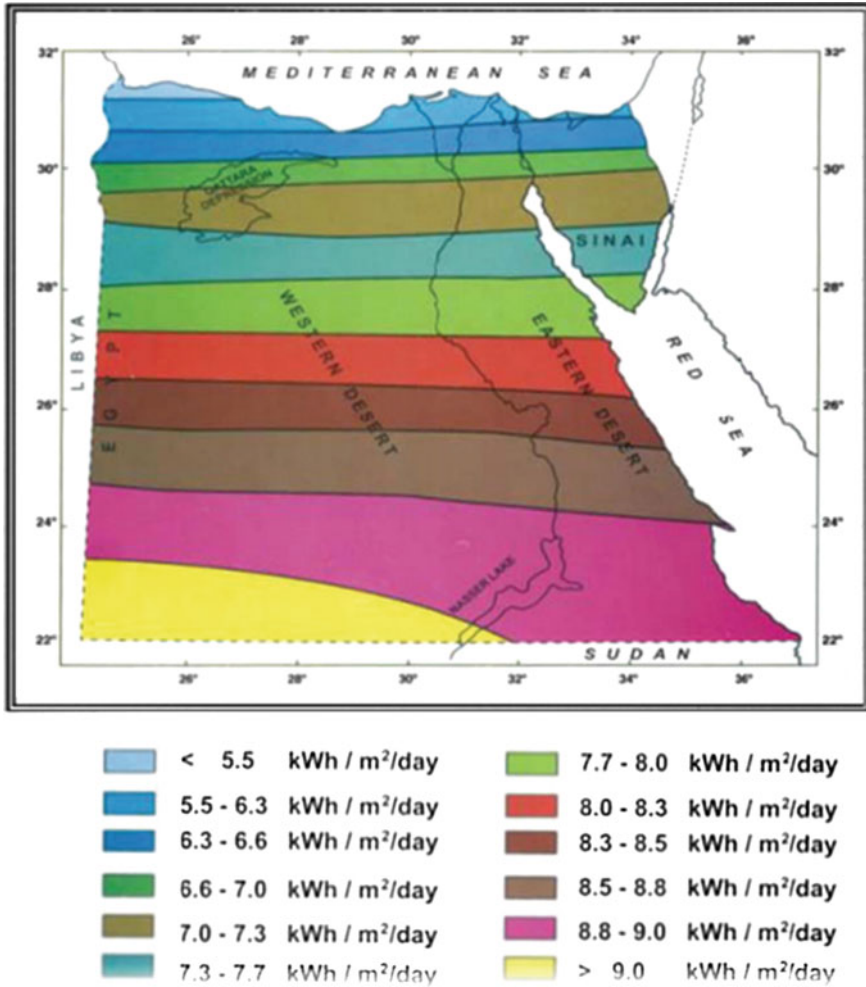 26° 28° 30° 32° 34° 36°
32° 32°
MEDITERRANEAN SEA
30° 30°
QATTARA
DEPRESSION
SINAI
28° 28°
LIBYA
EGYPT
WESTERN DESERT
EASTERN DESERT
RED SEA
26° 26°
24° 24°
NASSER LAKE
22° 22°
SUDAN
26° 28° 30° 32° 34° 36°
< 5.5 kWh / m²/day
5.5 - 6.3 kWh / m²/day
6.3 - 6.6 kWh / m²/day
6.6 - 7.0 kWh / m²/day
7.0 - 7.3 kWh / m²/day
7.3 - 7.7 kWh / m²/day
7.7 - 8.0 kWh / m²/day
8.0 - 8.3 kWh / m²/day
8.3 - 8.5 kWh / m²/day
8.5 - 8.8 kWh / m²/day
8.8 - 9.0 kWh / m²/day
> 9.0 kWh / m²/day